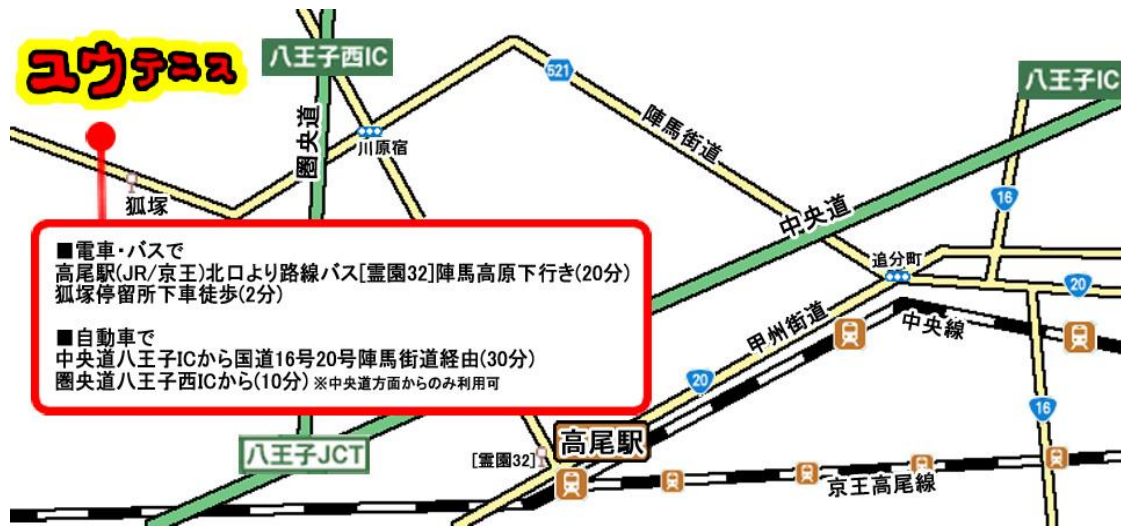 ユウテニス
八王子西IC
521
八王子IC
圏央道
川原宿
陣馬街道
狐塚
中央道
16
■電車・バスで
高尾駅(JR/京王)北口より路線バス[霊園32]陣馬高原下行き(20分)
狐塚停留所下車徒歩(2分)
■自動車で
中央道八王子ICから国道16号20号陣馬街道経由(30分)
圏央道八王子西ICから(10分)※中央道方面からのみ利用可
追分町
20
甲州街道
中央線
20
16
八王子JCT
[霊園32]
高尾駅
京王高尾線